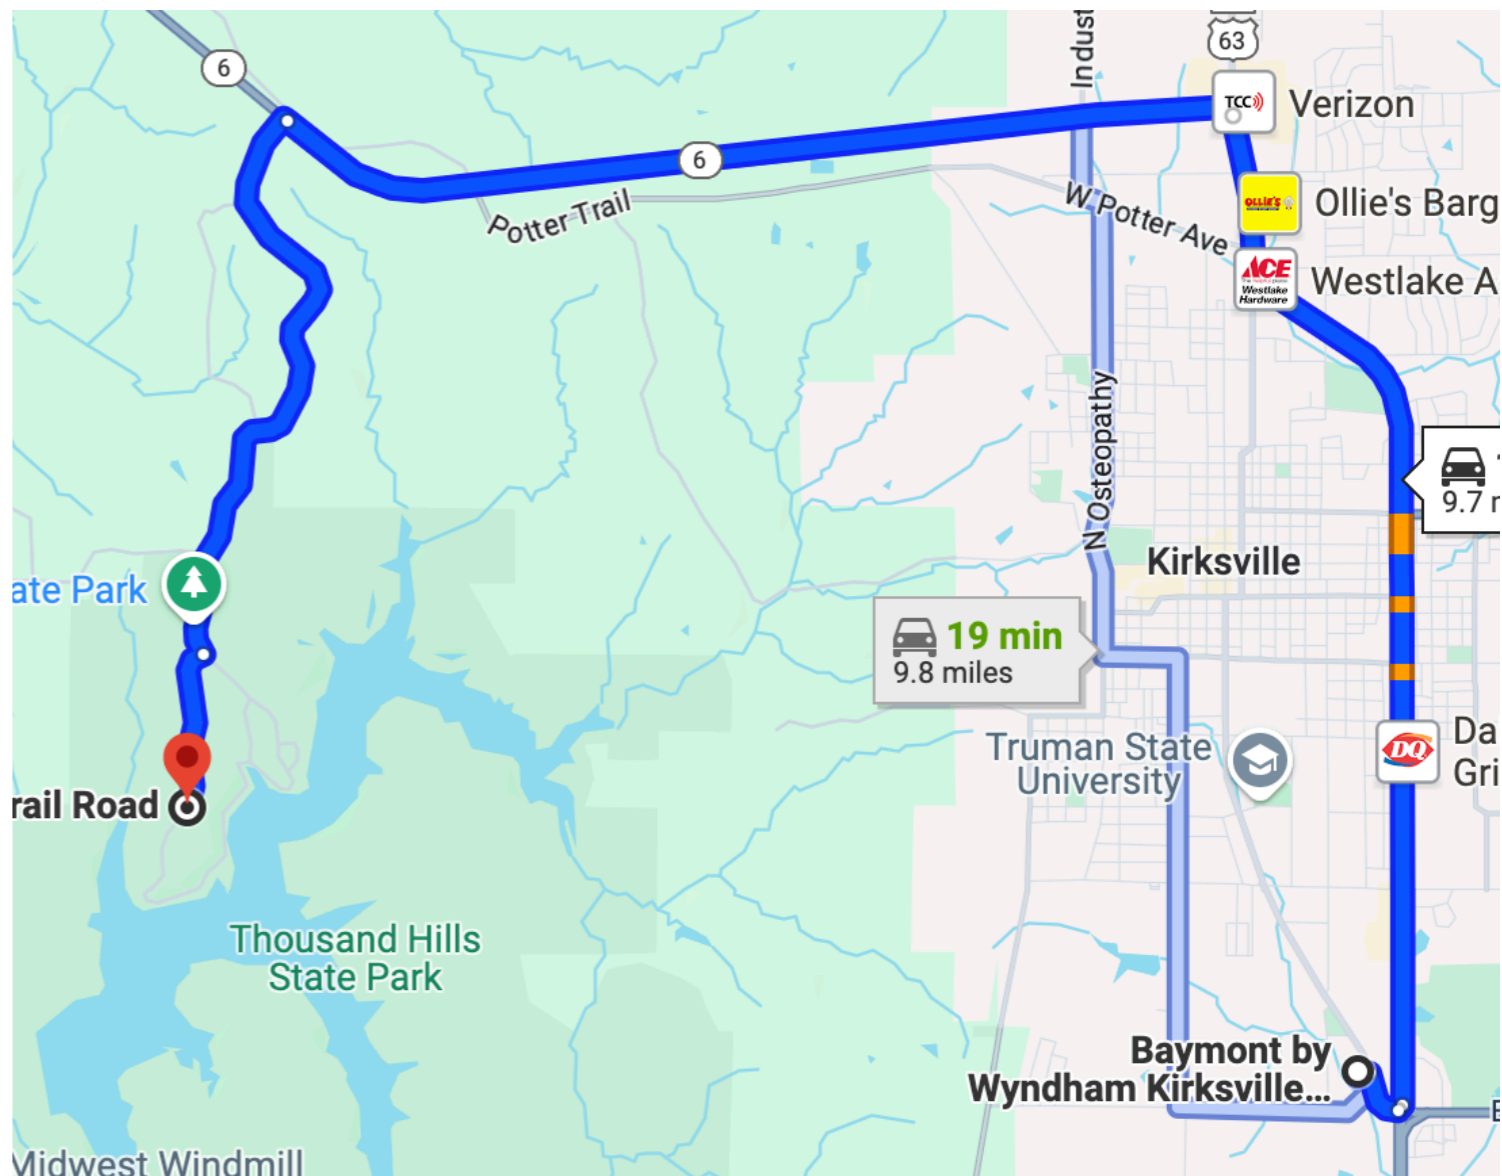 6
Indust
63
TCC
Verizon
6
Potter Trail
W Potter Ave
OLLIE'S
Ollie's Barg
ACE
Westlake
Hardware
Westlake A
N Osteopathy
9.7
Kirksville
ate Park
19 min
9.8 miles
Truman State
University
DQ
Da
Gri
rail Road
Thousand Hills
State Park
Baymont by
Wyndham Kirksville...
E
Midwest Windmill